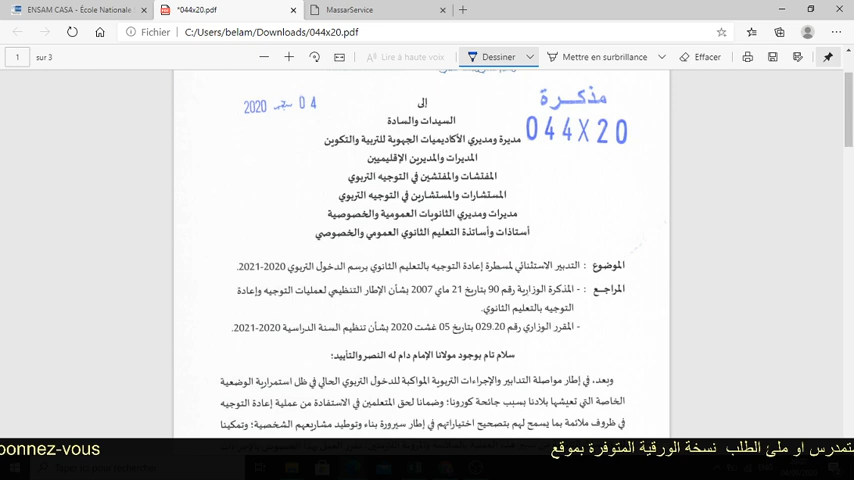 ENSAM CASA - École Nationale S
*044x20.pdf
MassarService
Fichier
C:/Users/belam/Downloads/044x20.pdf
1
sur 3
Lire à haute voix
Dessiner
Mettre en surbrillance
Effacer
مذكرة
044X20
04 2020
إلى
السيدات والسادة
مديرة ومديري الأكاديميات الجهوية للتربية والتكوين
المديرات والمديرين الإقليميين
المفتشات والمفتشين في التوجيه التربوي
المستشارات والمستشارين في التوجيه التربوي
مديرات ومديري الثانويات العمومية والخصوصية
أستاذات وأساتذة التعليم الثانوي العمومي والخصوصي
الموضوع : التدبير الاستثنائي لمسطرة إعادة التوجيه بالتعليم الثانوي برسم الدخول التربوي 2020-2021.
المراجع : - المذكرة الوزارية رقم 90 بتاريخ 21 ماي 2007 بشأن الإطار التنظيمي لعمليات التوجيه وإعادة
التوجيه بالتعليم الثانوي.
- المقرر الوزاري رقم 029.20 بتاريخ 05 غشت 2020 بشأن تنظيم السنة الدراسية 2020-2021.
سلام تام بوجود مولانا الإمام دام له النصر والتأييد؛
وبعد، في إطار مواصلة التدابير والإجراءات التربوية المواكبة للدخول التربوي الحالي في ظل استمرارية الوضعية
الخاصة التي تعيشها بلادنا بسبب جائحة كورونا؛ وضمانا لحق المتعلمين في الاستفادة من عملية إعادة التوجيه
في ظروف ملائمة بما يسمح لهم بتصحيح اختياراتهم في إطار سيرورة بناء وتوطيد مشاريعهم الشخصية؛ وتمكينا
ستمدرس او ملئ الطلب نسخة الورقية المتوفرة بموقع
onnez-vous